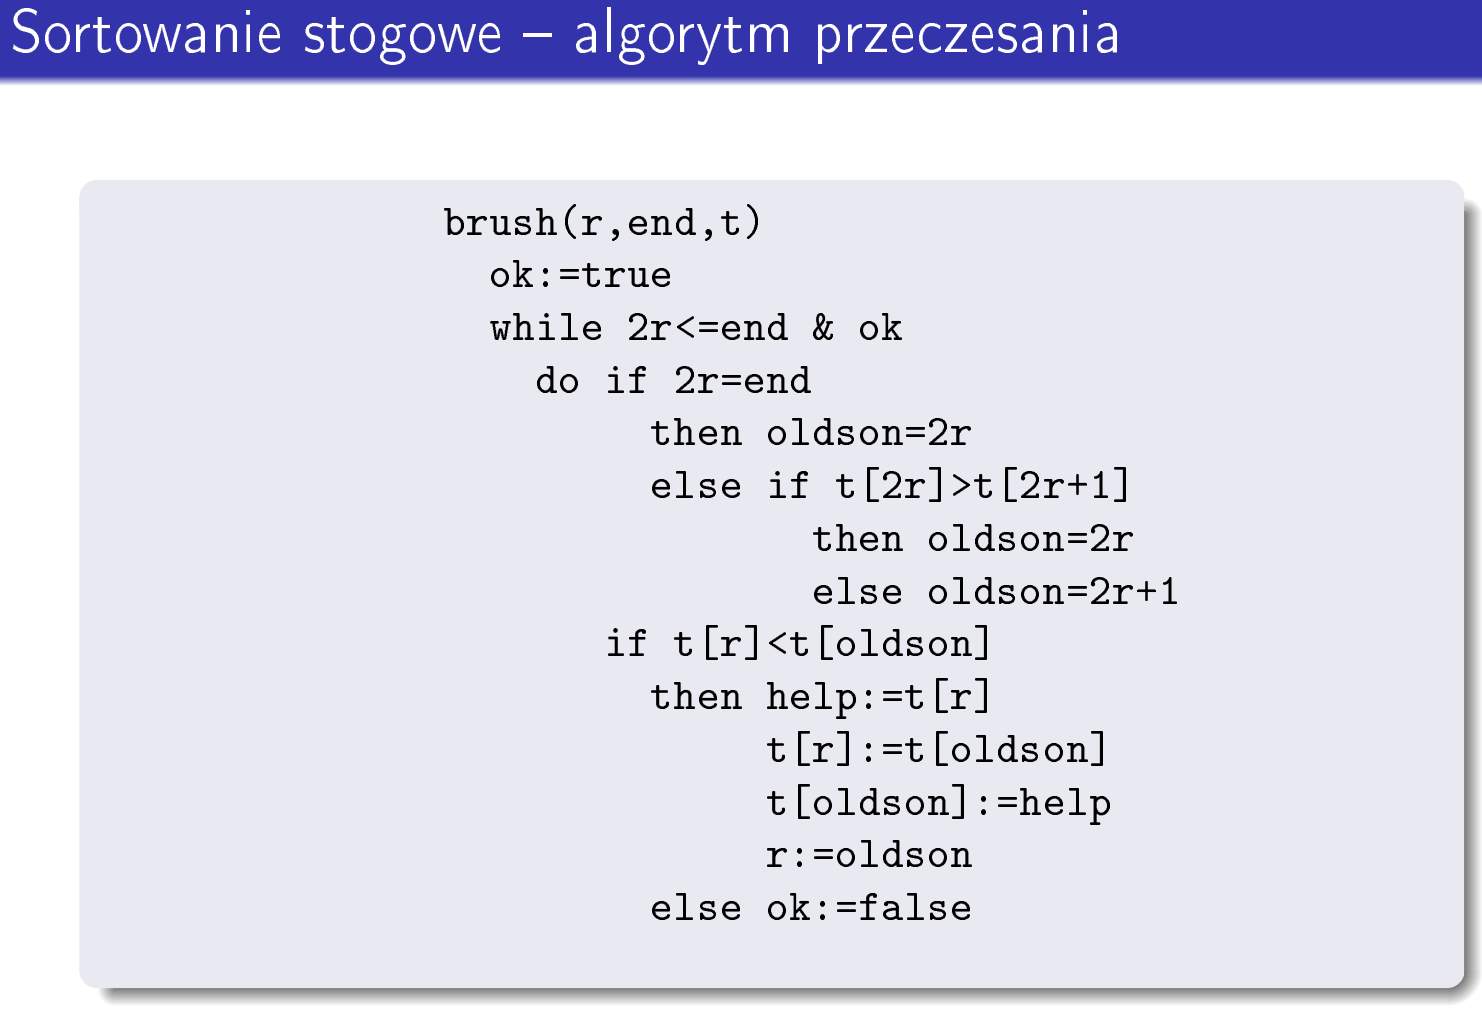 Sortowanie stogowe – algorytm przeczesania
brush(r,end,t)
ok:=true
while 2r<=end & ok
do if 2r=end
then oldson=2r
else if t[2r]>t[2r+1]
then oldson=2r
else oldson=2r+1
if t[r]<t[oldson]
then help:=t[r]
t[r]:=t[oldson]
t[oldson]:=help
r:=oldson
else ok:=false